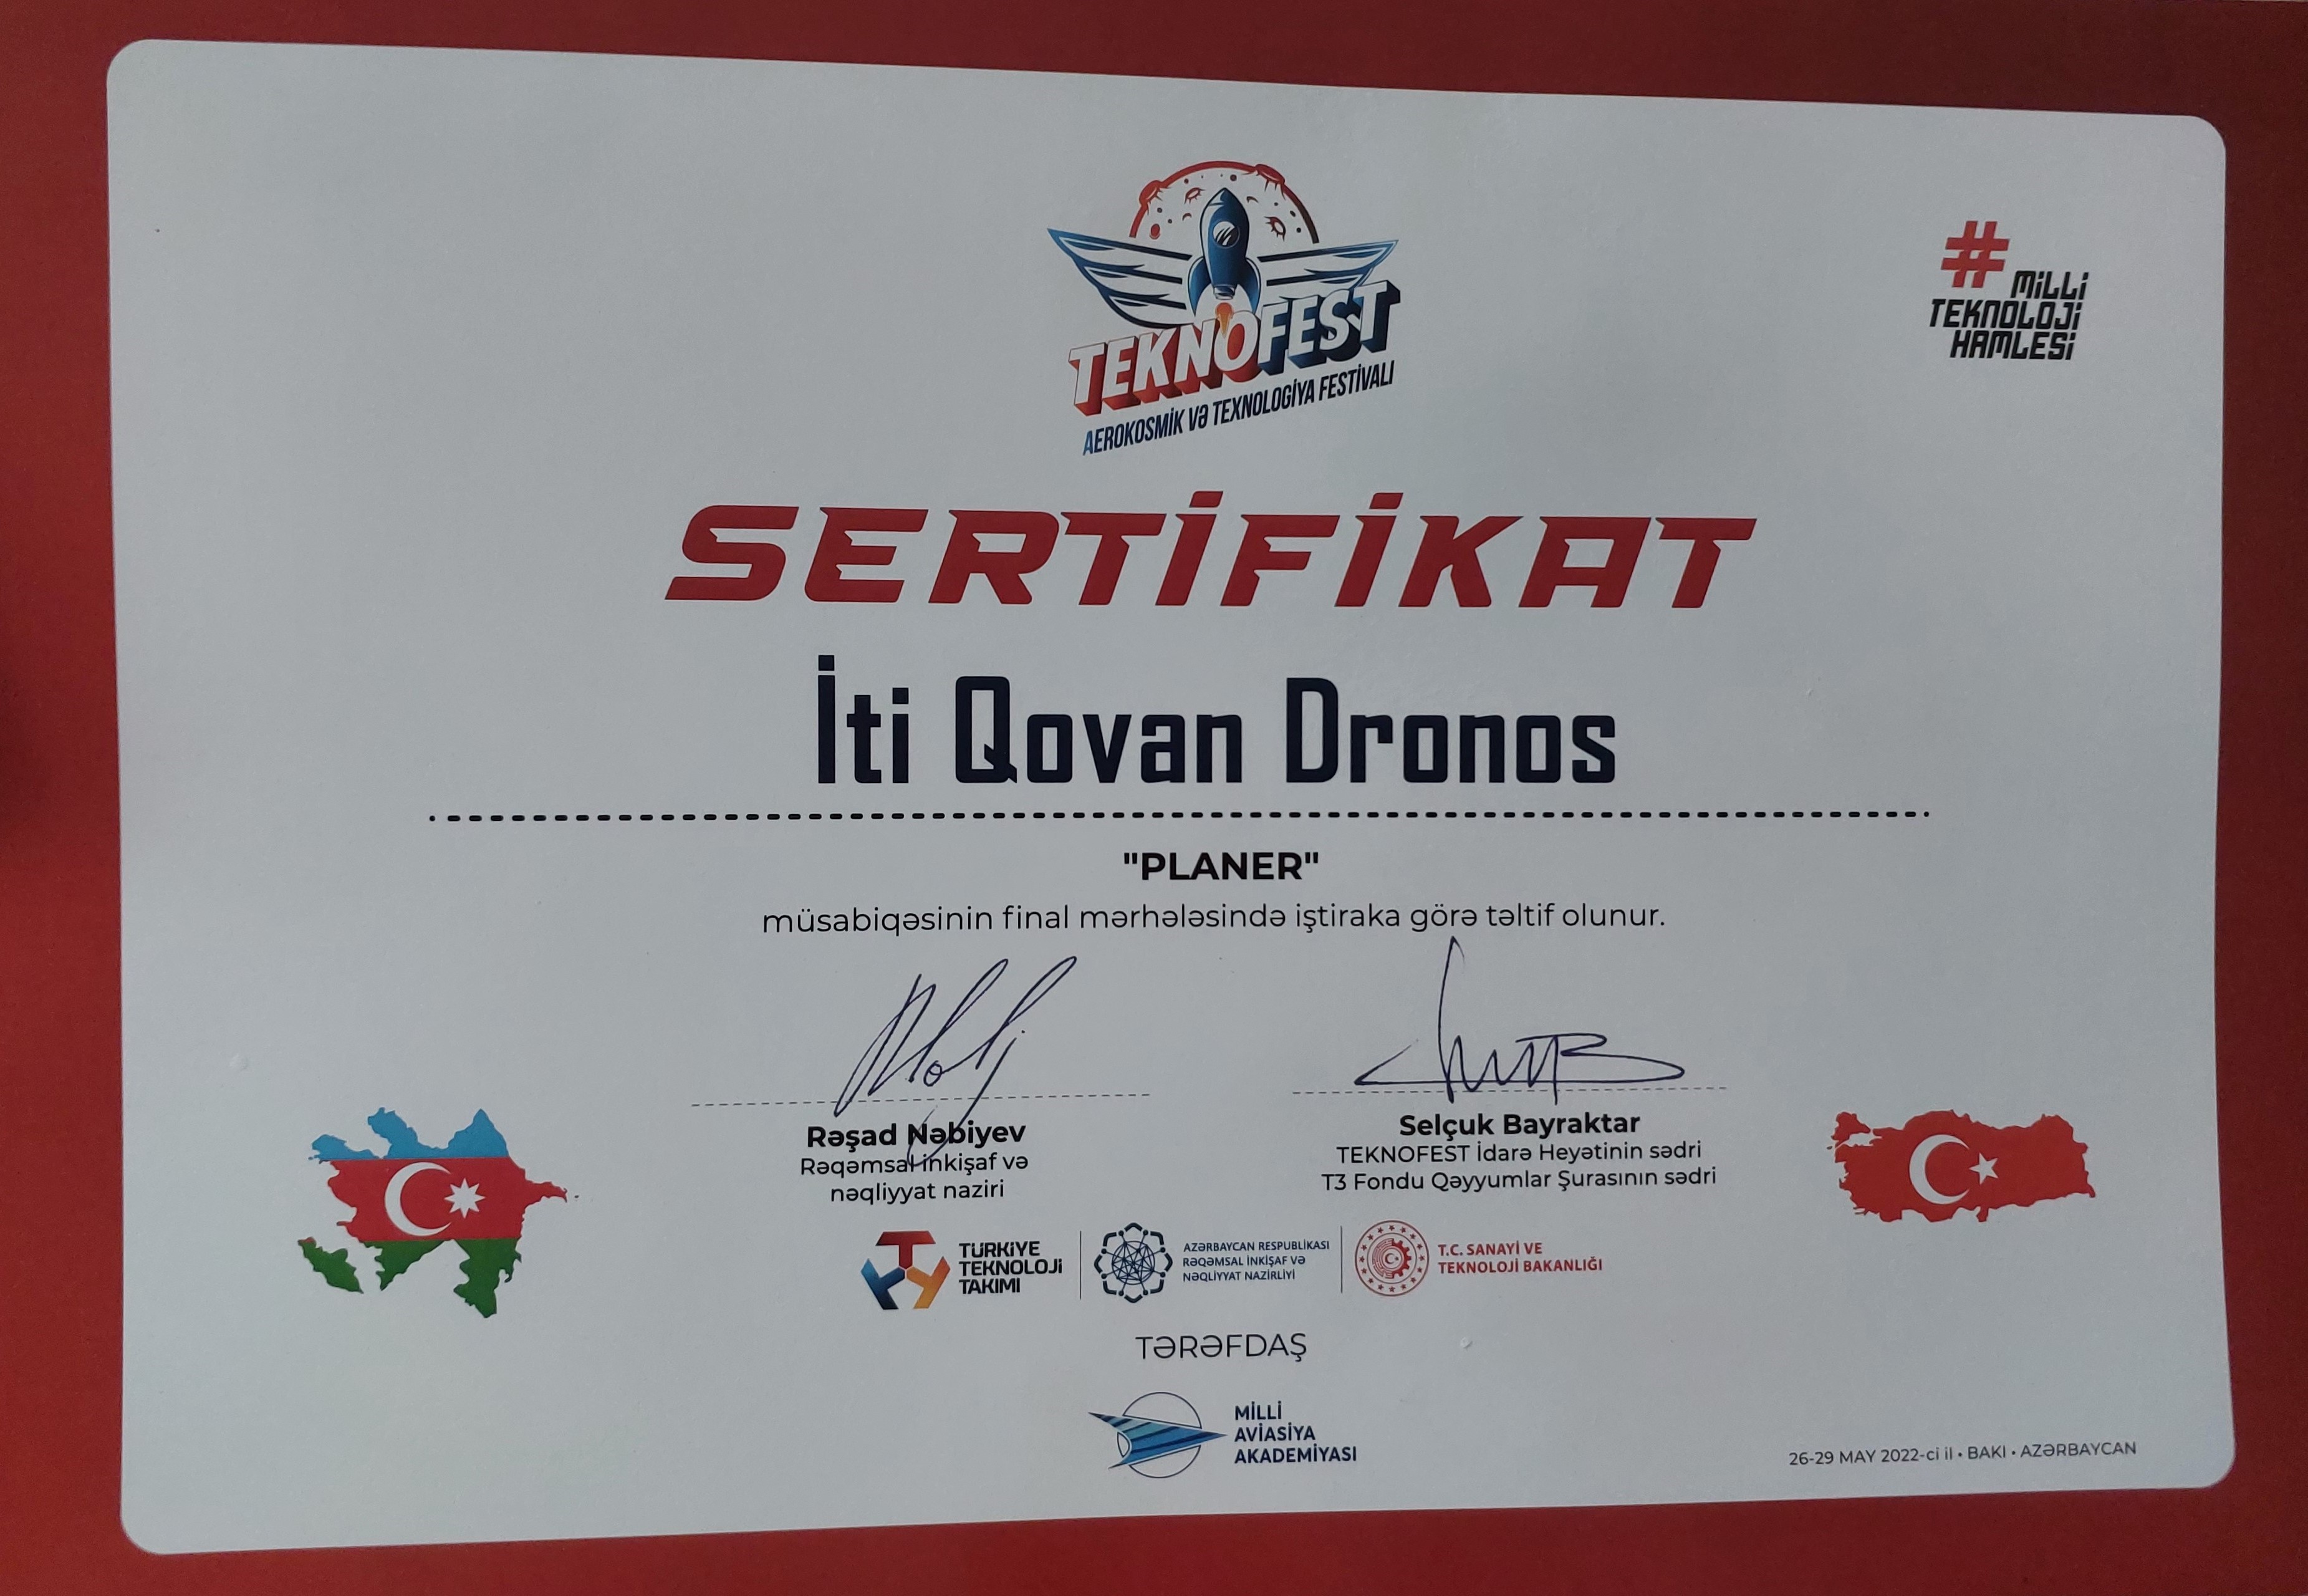 TEKNOFEST
AEROKOSMİK VƏ TEXNOLOGİYA FESTİVALI
#MİLLİ
TEKNOLOJİ
HAMLESİ
SERTİFİKAT
İti Qovan Dronos
"PLANER"
müsabiqəsinin final mərhələsində iştiraka görə təltif olunur.
Rəşad Nəbiyev
Rəqəmsal inkişaf və
nəqliyyat naziri
Selçuk Bayraktar
TEKNOFEST İdarə Heyətinin sədri
T3 Fondu Qəyyumlar Şurasının sədri
TÜRKİYE
TEKNOLOJİ
TAKIMI
AZƏRBAYCAN RESPUBLİKASI
RƏQƏMSAL İNKİŞAF VƏ
NƏQLİYYAT NAZİRLİYİ
T.C. SANAYİ VE
TEKNOLOJİ BAKANLIĞI
TƏRƏFDAŞ
MİLLİ
AVİASİYA
AKADEMİYASI
26-29 MAY 2022-ci il • BAKI • AZƏRBAYCAN